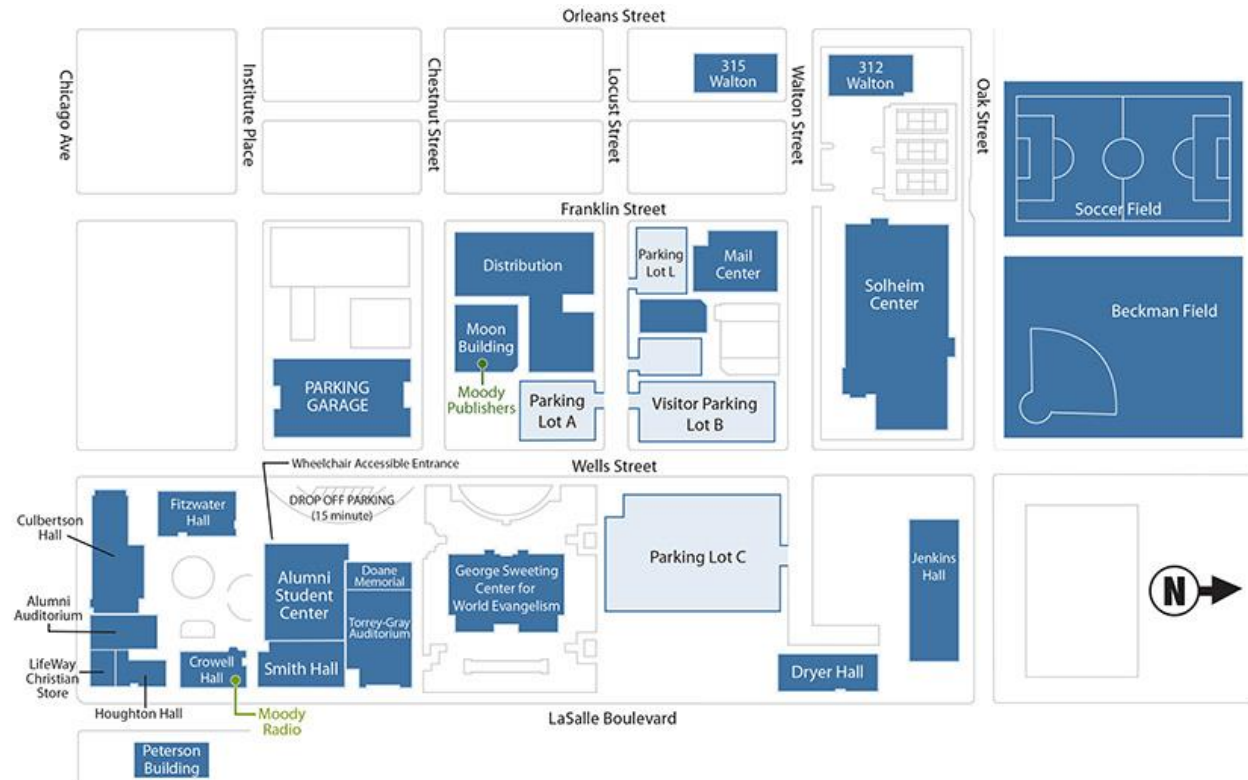 Orleans Street
Chicago Ave
Institute Place
Chestnut Street
Locust Street
315
Walton
Walton Street
312
Walton
Oak Street
Soccer Field
Franklin Street
Distribution
Parking
Lot L
Mail
Center
Solheim
Center
Beckman Field
Moon
Building
Moody
Publishers
PARKING
GARAGE
Parking
Lot A
Visitor Parking
Lot B
Wheelchair Accessible Entrance
Wells Street
DROP OFF PARKING
(15 minute)
Culbertson
Hall
Fitzwater
Hall
Alumni
Student
Center
Doane
Memorial
Torrey-Gray
Auditorium
George Sweeting
Center for
World Evangelism
Parking Lot C
Jenkins
Hall
N
Alumni
Auditorium
LifeWay
Christian
Store
Houghton Hall
Crowell
Hall
Smith Hall
Moody
Radio
Dryer Hall
LaSalle Boulevard
Peterson
Building